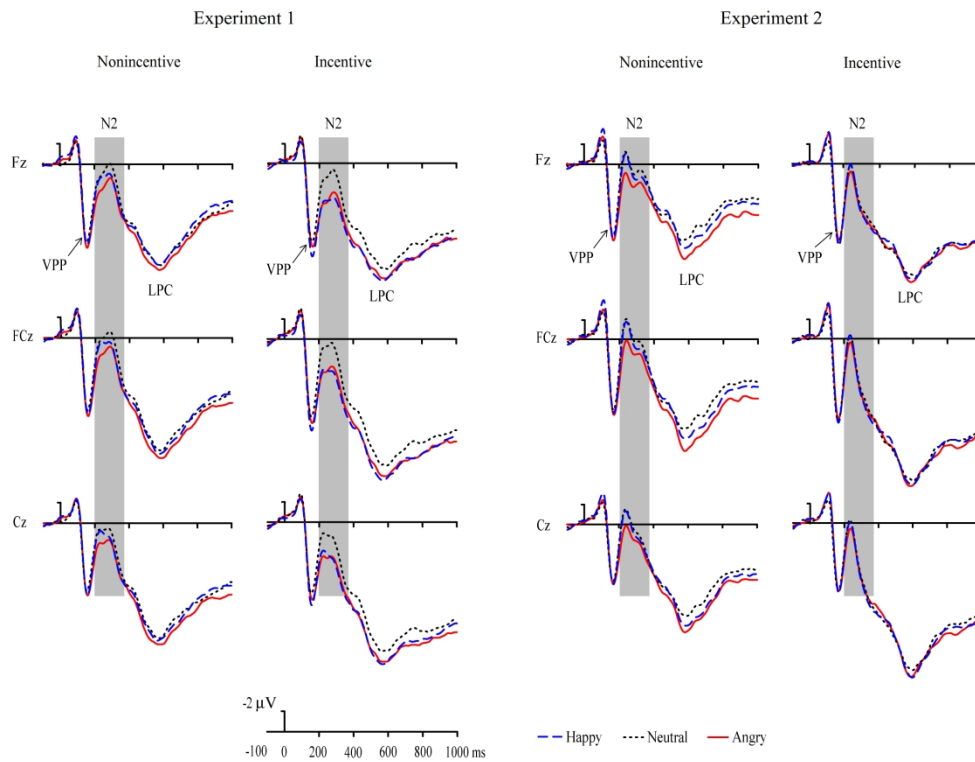 Experiment 1
Experiment 2
Nonincentive
Incentive
Nonincentive
Incentive
N2
N2
N2
N2
Fz
Fz
VPP
VPP
VPP
VPP
LPC
LPC
LPC
LPC
FCz
FCz
Cz
Cz
-2 μV
-100 0 200 400 600 800 1000 ms
Happy Neutral Angry